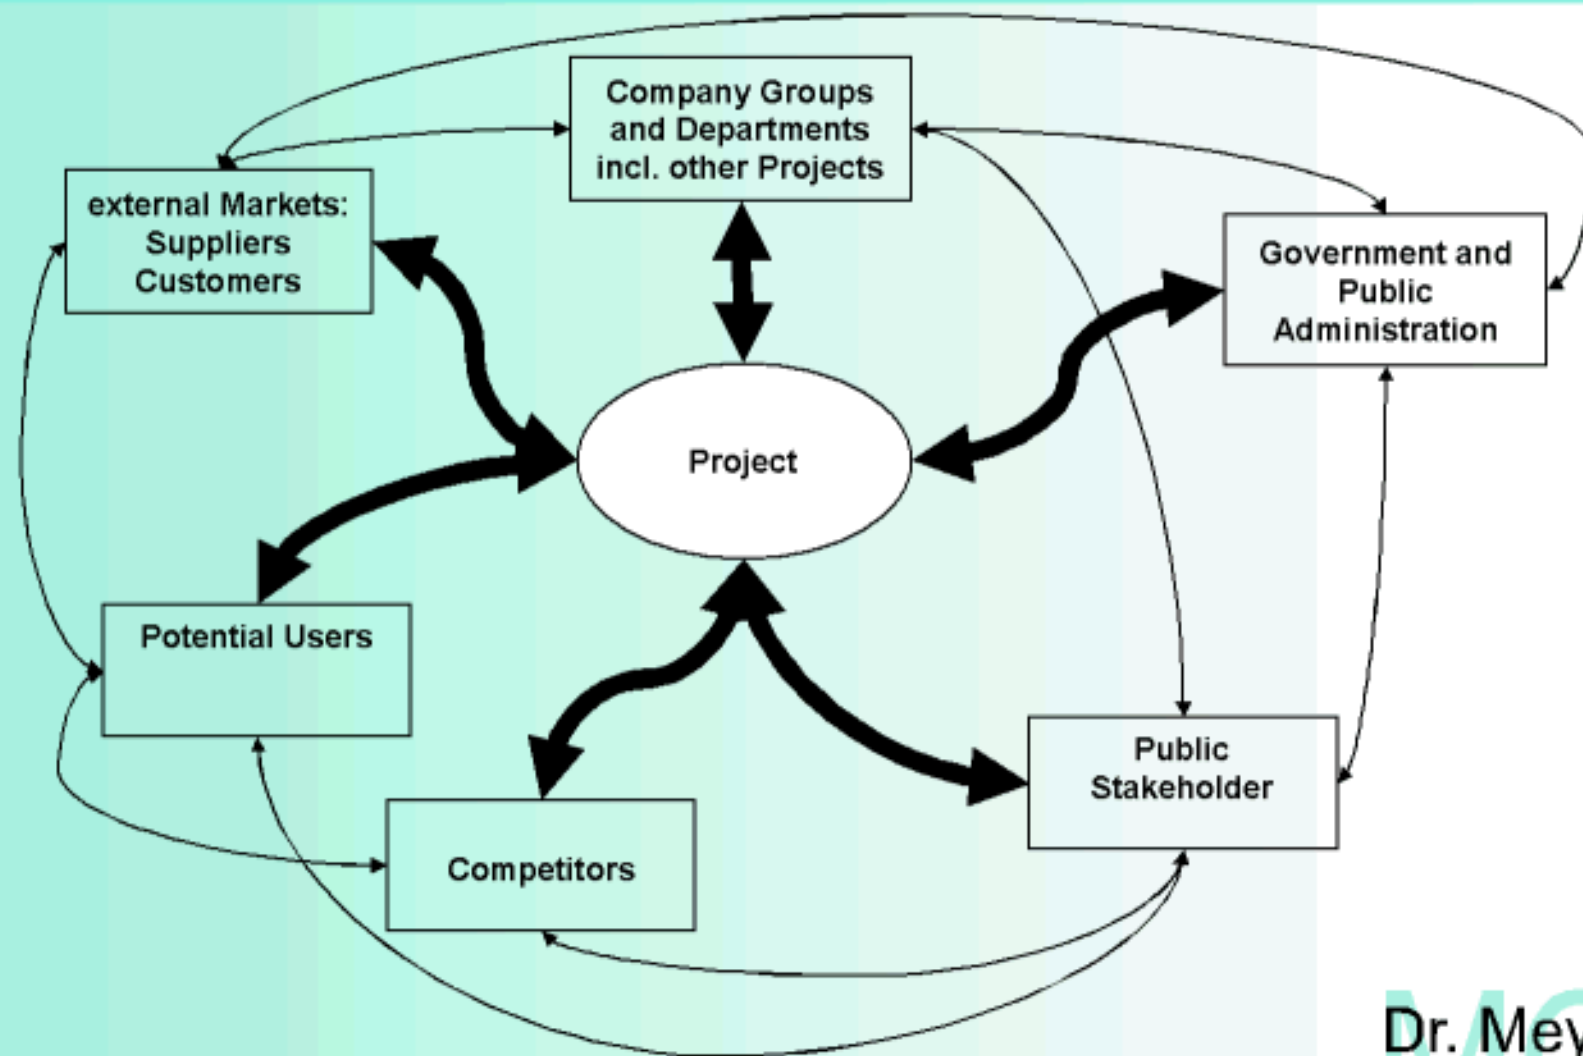 Company Groups
and Departments
incl. other Projects
external Markets:
Suppliers
Customers
Government and
Public
Administration
Project
Potential Users
Public
Stakeholder
Competitors
Dr. Mey